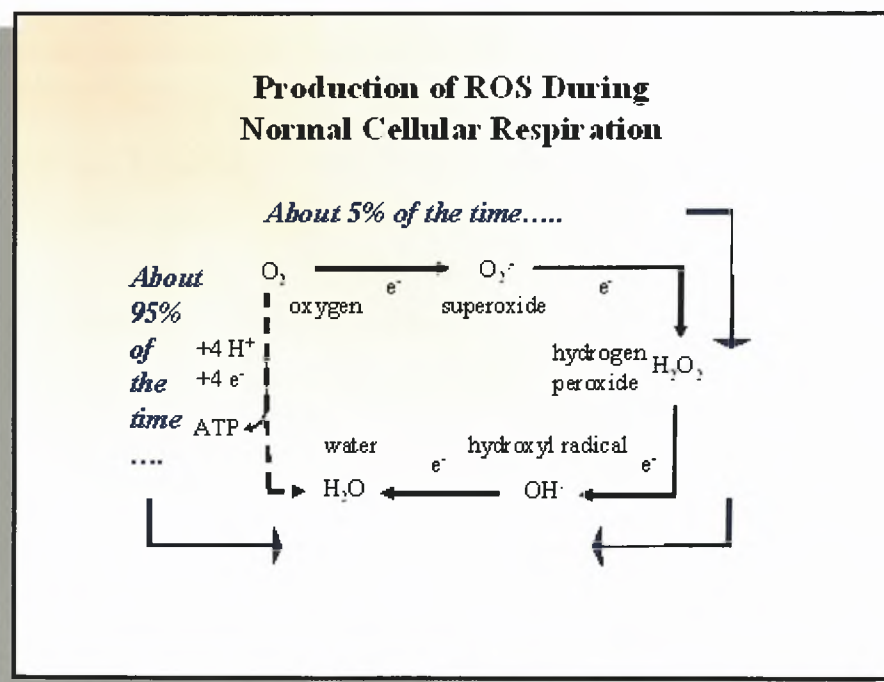 Production of ROS During
Normal Cellular Respiration
About 5% of the time.....
About
95%
of
the
time
....
O₂
e⁻
O₂·
e⁻
oxygen
superoxide
+4 H⁺
+4 e⁻
ATP
hydrogen
peroxide
H₂O₂
water
e⁻
hydroxyl radical
e⁻
H₂O
OH·